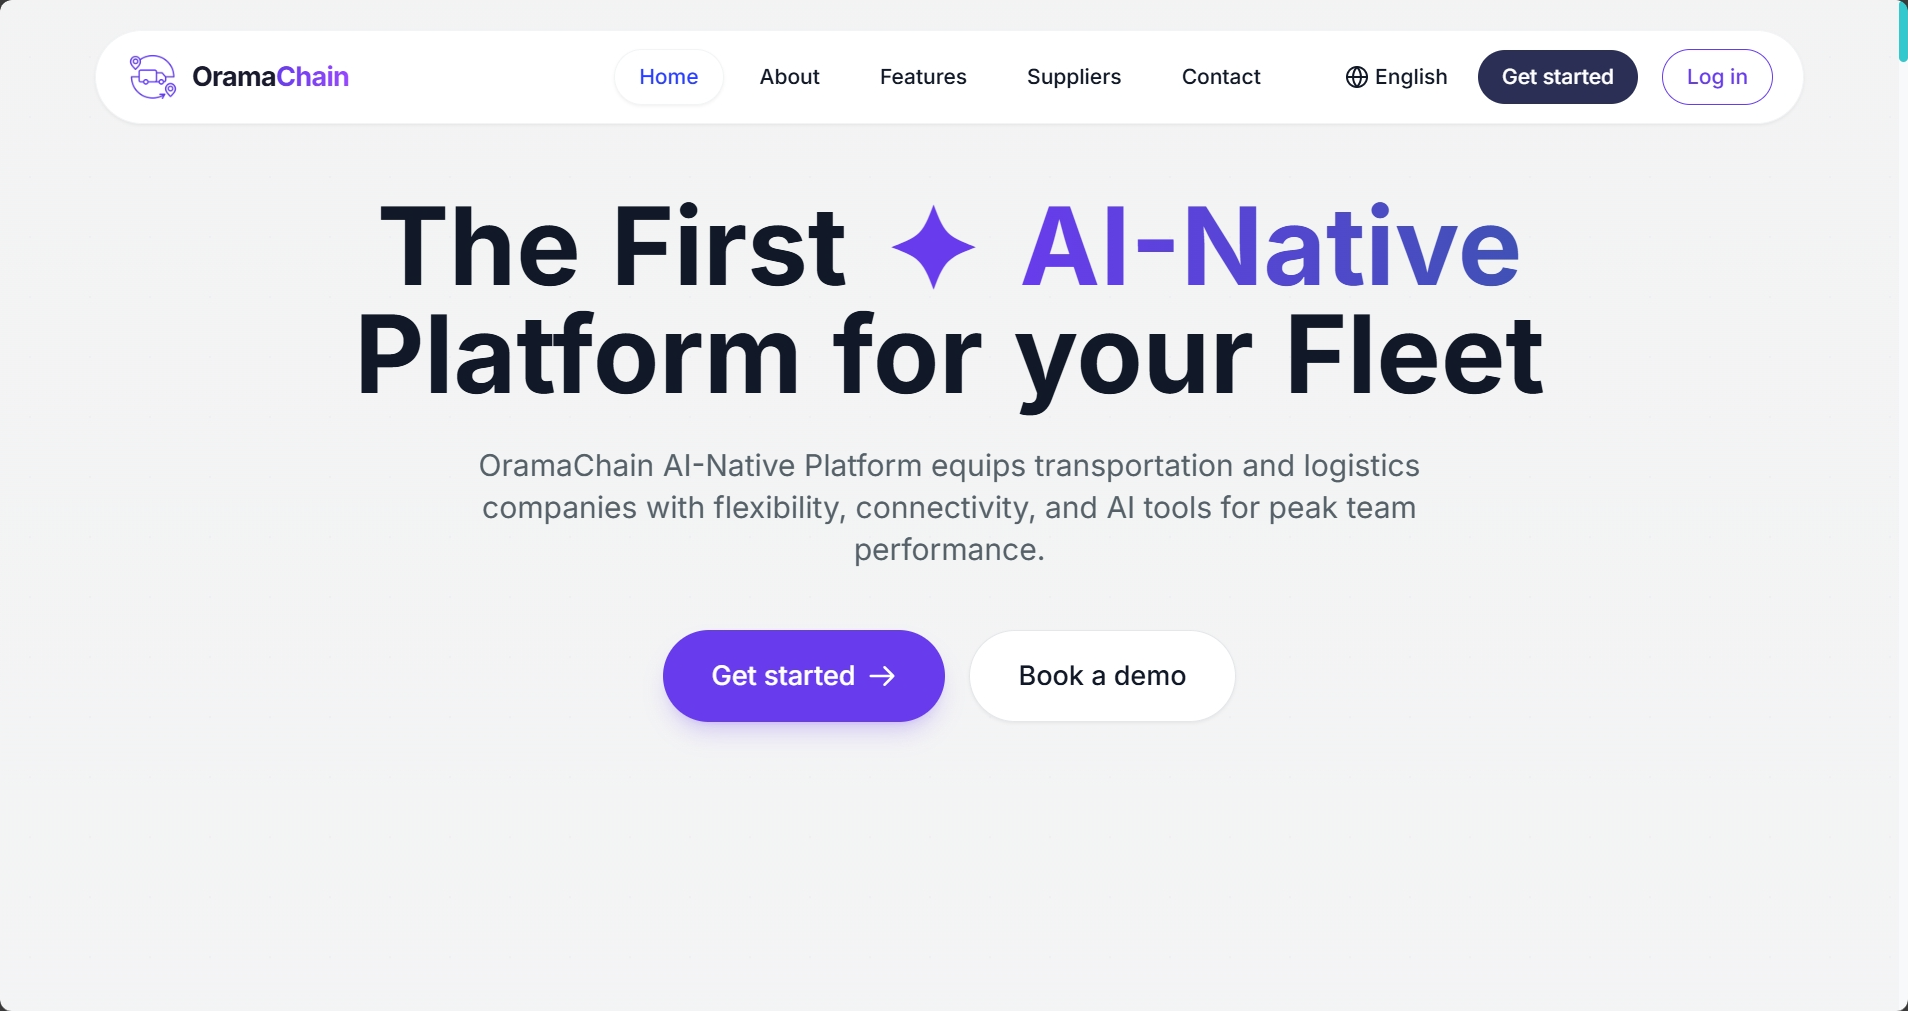 OramaChain
Home
About
Features
Suppliers
Contact
English
Get started
Log in
The First AI-Native
Platform for your Fleet
OramaChain AI-Native Platform equips transportation and logistics
companies with flexibility, connectivity, and AI tools for peak team
performance.
Get started
Book a demo